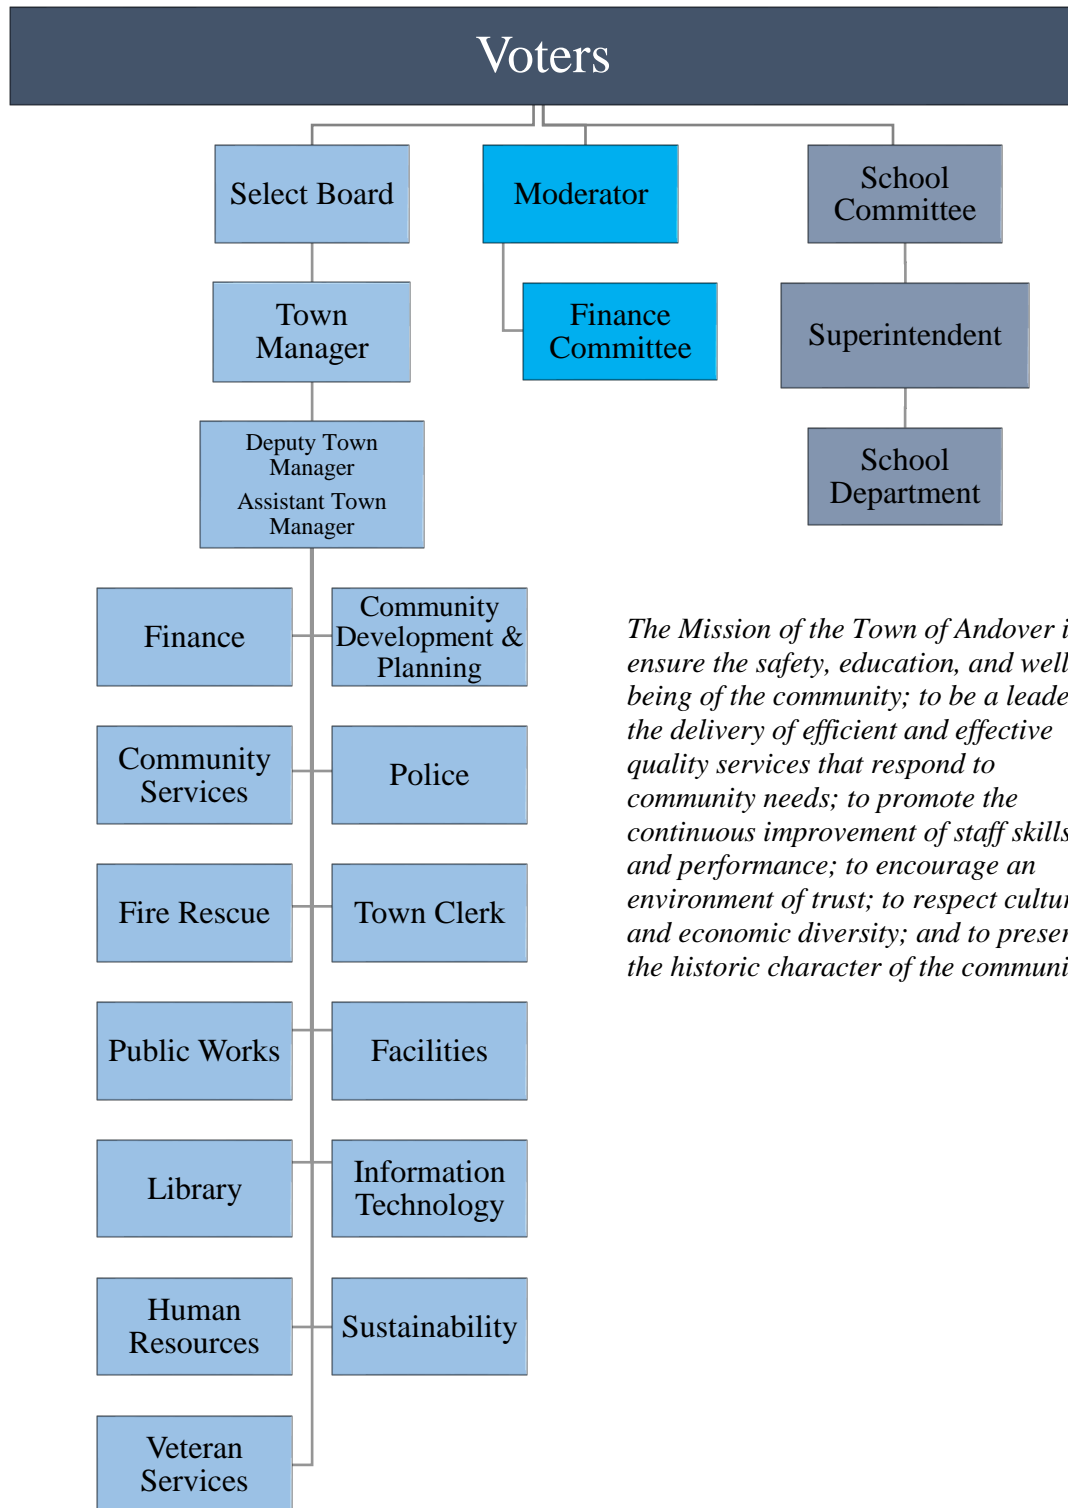 Voters
Select Board
Moderator
School
Committee
Town
Manager
Finance
Committee
Superintendent
Deputy Town
Manager
Assistant Town
Manager
School
Department
Finance
Community
Development &
Planning
Community
Services
Police
Fire Rescue
Town Clerk
Public Works
Facilities
Library
Information
Technology
Human
Resources
Sustainability
Veteran
Services
The Mission of the Town of Andover i
ensure the safety, education, and well
being of the community; to be a leade
the delivery of efficient and effective
quality services that respond to
community needs; to promote the
continuous improvement of staff skills
and performance; to encourage an
environment of trust; to respect cultur
and economic diversity; and to preser
the historic character of the communi